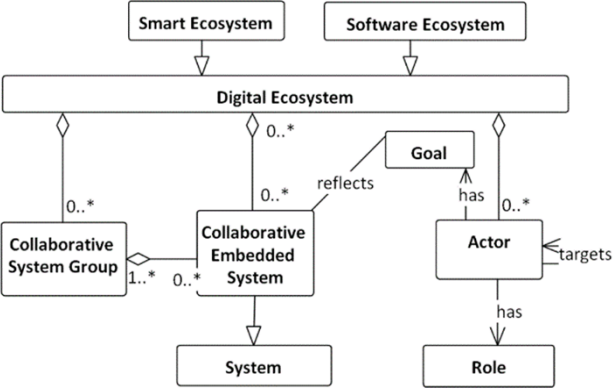 Smart Ecosystem
Software Ecosystem
Digital Ecosystem
0..*
Goal
reflects
has
0..*
0..*
0..*
Collaborative
System Group
Collaborative
Embedded
System
Actor
targets
1..*
0..*
has
System
Role